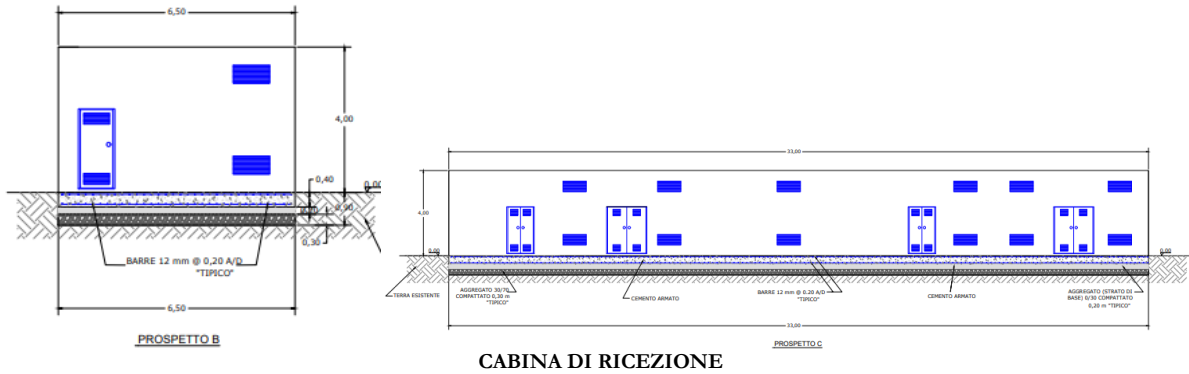 6,50
4,00
0,40
0,00
0,90
0,30
BARRE 12 mm @ 0,20 A/D
"TIPICO"
6,50
PROSPETTO B
33,00
4,00
0,00
0,00
TERRA ESISTENTE
AGGREGATO 30/70
COMPATTATO 0,30 m
"TIPICO"
CEMENTO ARMATO
BARRE 12 mm @ 0.20 A/D
"TIPICO"
CEMENTO ARMATO
AGGREGATO (STRATO DI
BASE) 0/30 COMPATTATO
0,20 m "TIPICO"
33,00
PROSPETTO C
CABINA DI RICEZIONE